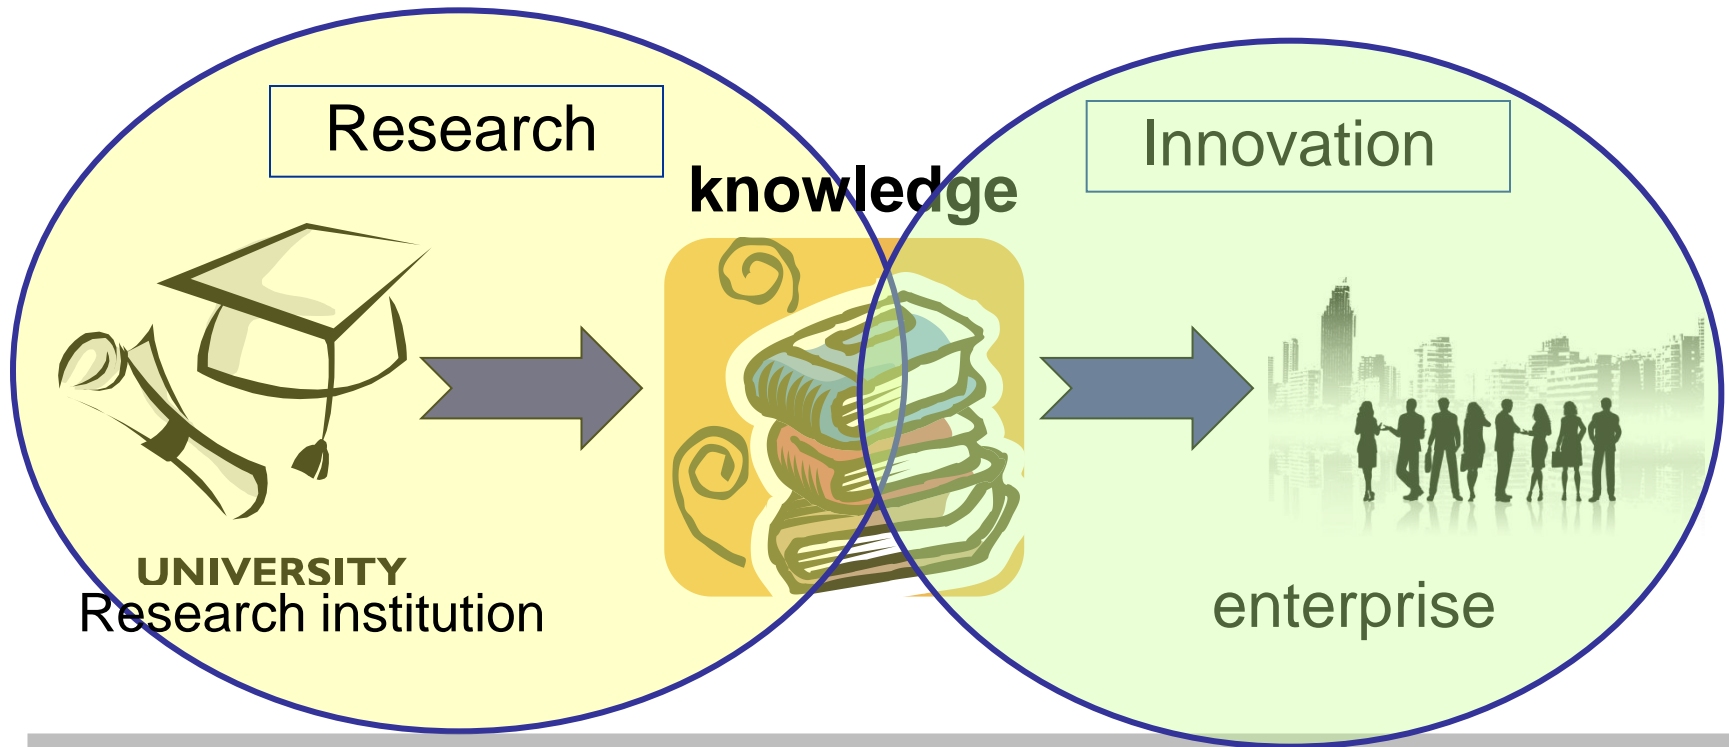 Research
Innovation
knowledge
UNIVERSITY
Research institution
enterprise